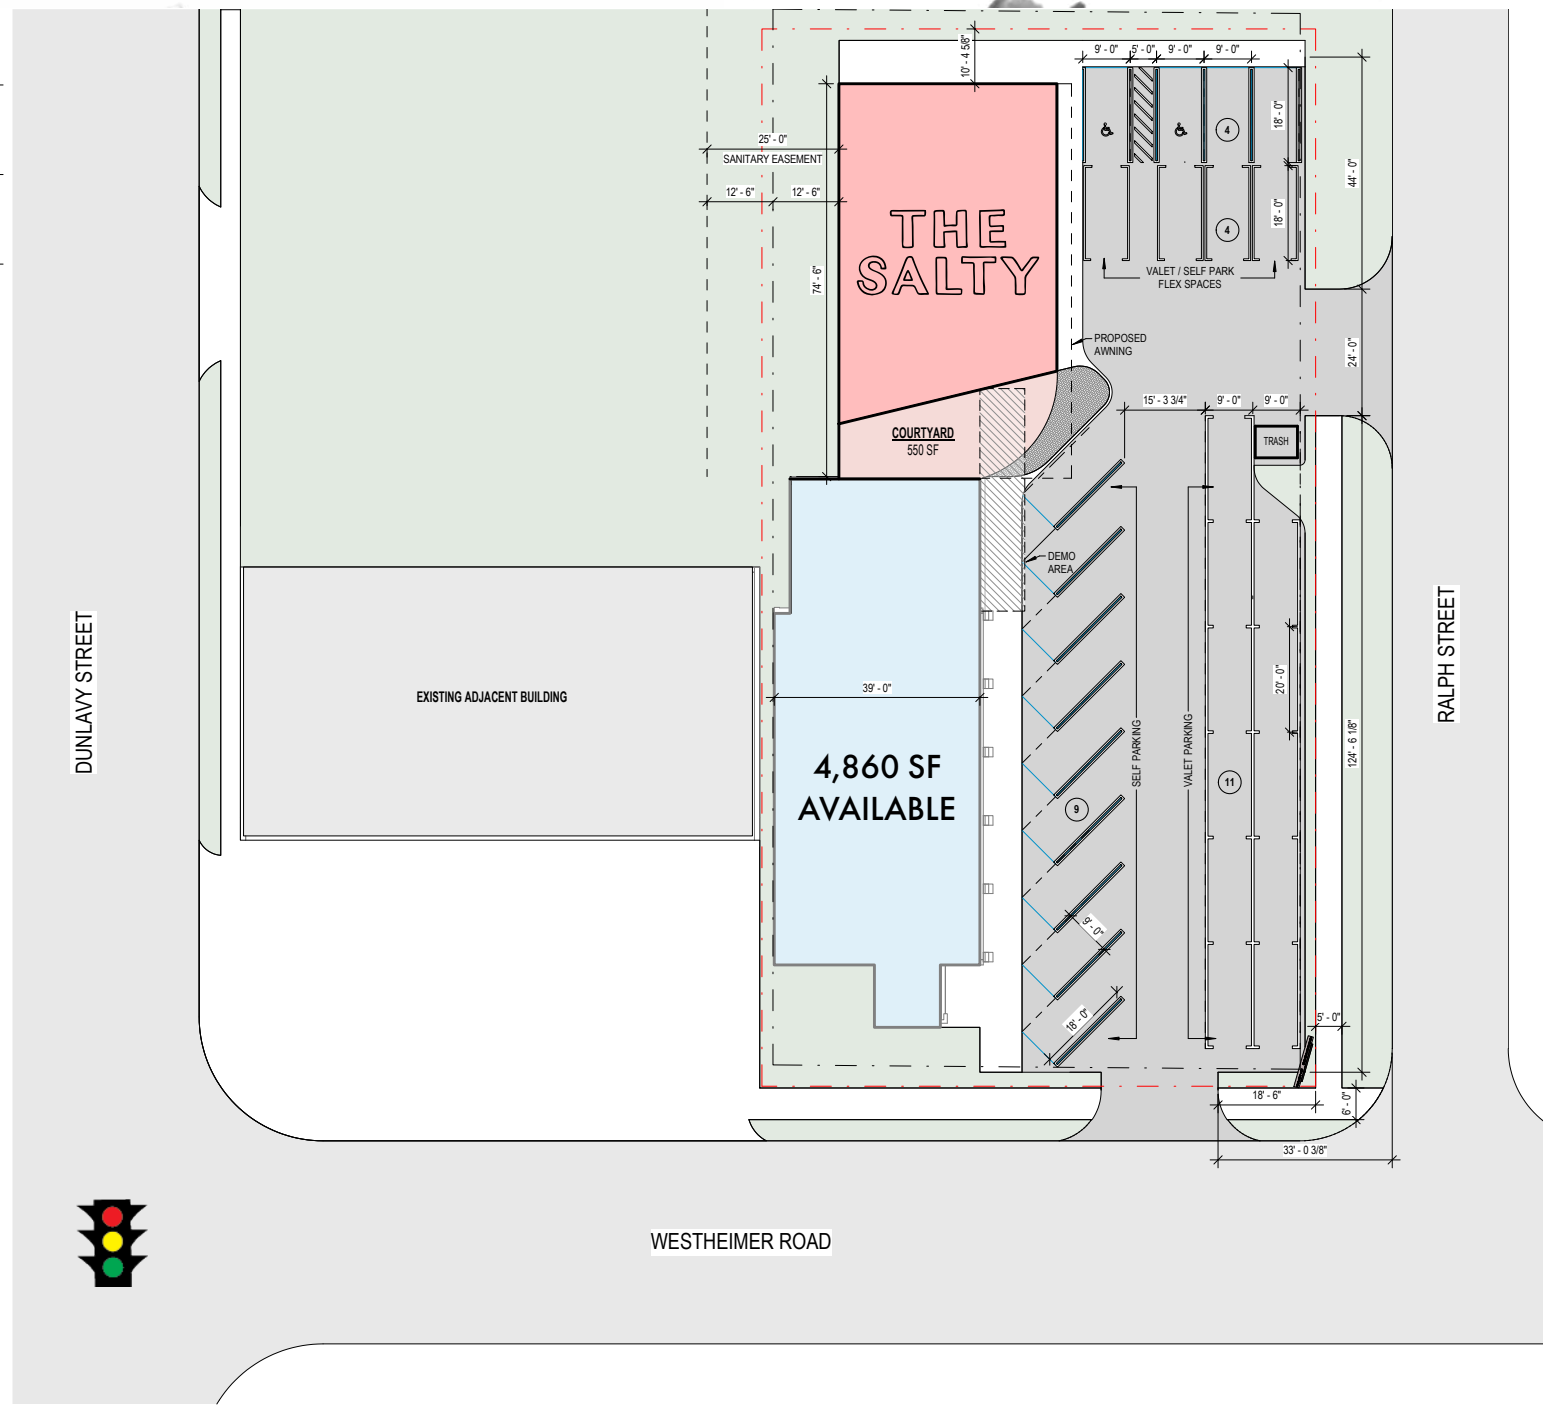 10' - 4 5/8"
9' - 0"
5' - 0"
9' - 0"
9' - 0"
18' - 0"
4
44' - 0"
25' - 0"
SANITARY EASEMENT
12' - 6"
12' - 6"
THE
SALTY
18' - 0"
4
VALET / SELF PARK
FLEX SPACES
74' - 6"
PROPOSED
AWNING
24' - 0"
15' - 3 3/4"
9' - 0"
9' - 0"
COURTYARD
550 SF
TRASH
DEMO
AREA
DUNLAVY STREET
EXISTING ADJACENT BUILDING
39' - 0"
4,860 SF
AVAILABLE
SELF PARKING
VALET PARKING
20' - 0"
124' - 6 1/8"
RALPH STREET
9
11
9' - 0"
18' - 0"
5' - 0"
18' - 6"
6' - 0"
33' - 0 3/8"
WESTHEIMER ROAD